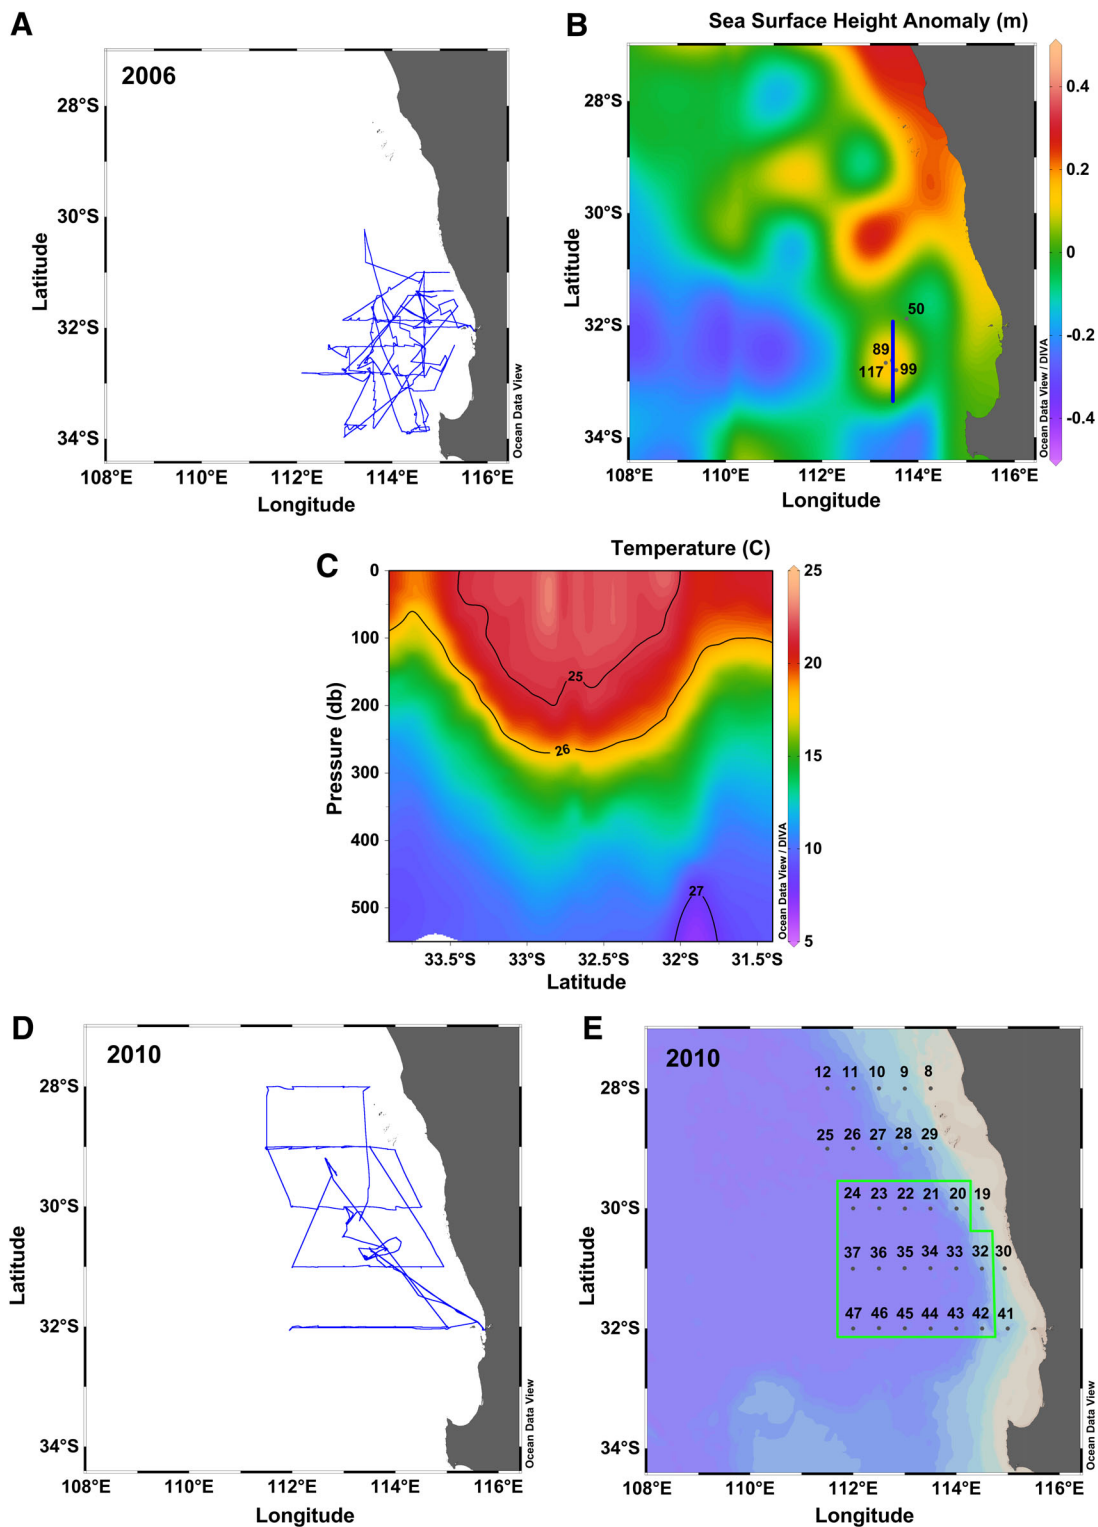 A
2006
28°S
30°S
32°S
34°S
Latitude
108°E 110°E 112°E 114°E 116°E
Longitude
Ocean Data View
B
Sea Surface Height Anomaly (m)
28°S
30°S
32°S
34°S
Latitude
50
89
117 99
108°E 110°E 112°E 114°E 116°E
Longitude
0.4
0.2
0
-0.2
-0.4
Ocean Data View / DIVA
C
Temperature (C)
0
100
200
300
400
500
Pressure (db)
25
26
27
33.5°S 33°S 32.5°S 32°S 31.5°S
Latitude
25
20
15
10
5
Ocean Data View / DIVA
D
2010
28°S
30°S
32°S
34°S
Latitude
108°E 110°E 112°E 114°E 116°E
Longitude
Ocean Data View
E
2010
28°S
30°S
32°S
34°S
Latitude
12 11 10 9 8
25 26 27 28 29
24 23 22 21 20 19
37 36 35 34 33 32 30
47 46 45 44 43 42 41
108°E 110°E 112°E 114°E 116°E
Longitude
Ocean Data View